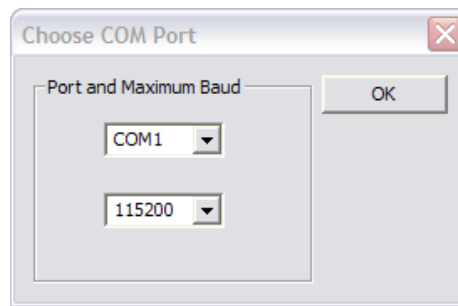 Choose COM Port
Port and Maximum Baud
OK
COM1
115200